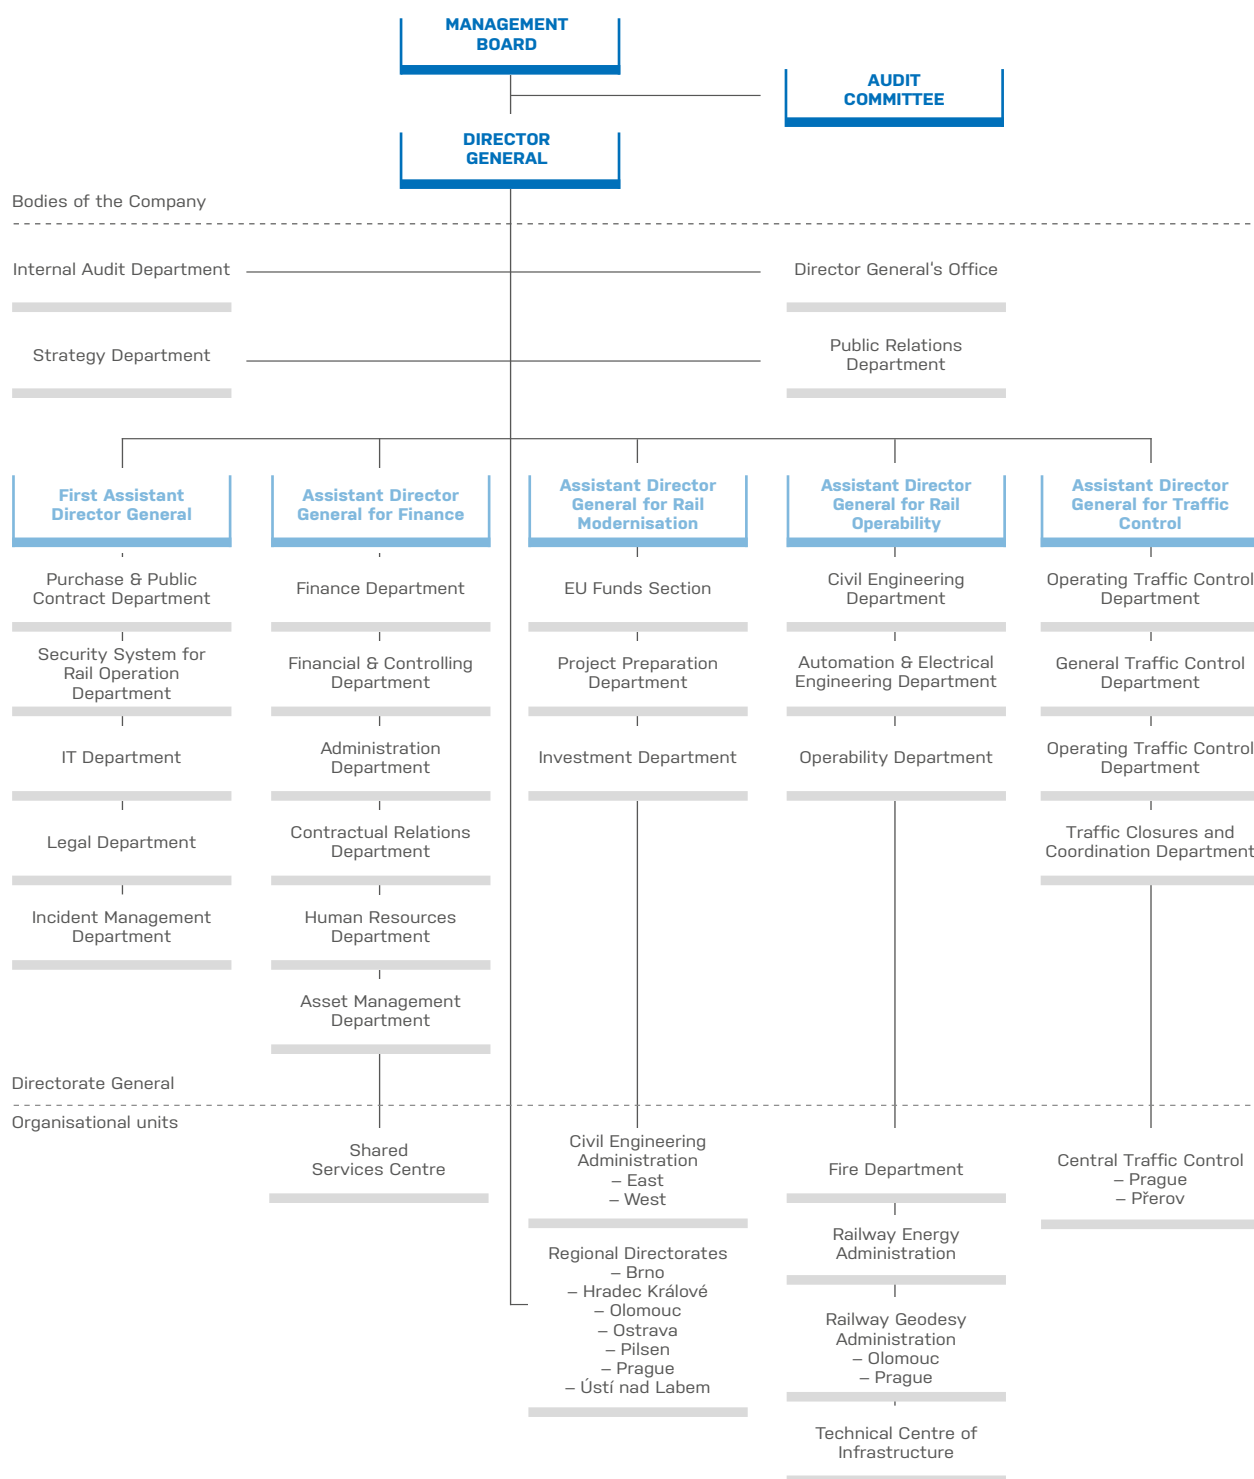 MANAGEMENT
BOARD
AUDIT
COMMITTEE
DIRECTOR
GENERAL
Bodies of the Company
Internal Audit Department
Director General's Office
Strategy Department
Public Relations
Department
First Assistant
Director General
Purchase & Public
Contract Department
Security System for
Rail Operation
Department
IT Department
Legal Department
Incident Management
Department
Assistant Director
General for Finance
Finance Department
Financial & Controlling
Department
Administration
Department
Contractual Relations
Department
Human Resources
Department
Asset Management
Department
Assistant Director
General for Rail
Modernisation
EU Funds Section
Project Preparation
Department
Investment Department
Assistant Director
General for Rail
Operability
Civil Engineering
Department
Automation & Electrical
Engineering Department
Operability Department
Assistant Director
General for Traffic
Control
Operating Traffic Control
Department
General Traffic Control
Department
Operating Traffic Control
Department
Traffic Closures and
Coordination Department
Directorate General
Organisational units
Shared
Services Centre
Civil Engineering
Administration
– East
– West
Regional Directorates
– Brno
– Hradec Králové
– Olomouc
– Ostrava
– Pilsen
– Prague
– Ústí nad Labem
Fire Department
Railway Energy
Administration
Railway Geodesy
Administration
– Olomouc
– Prague
Technical Centre of
Infrastructure
Central Traffic Control
– Prague
– Přerov